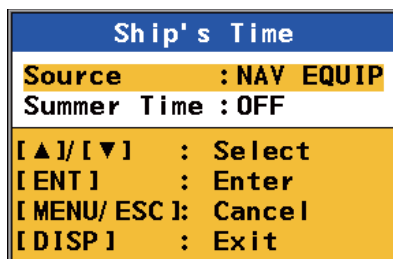 Ship's Time
Source :NAV EQUIP
Summer Time :OFF
[▲]/[▼] : Select
[ENT] : Enter
[MENU/ESC]: Cancel
[DISP] : Exit